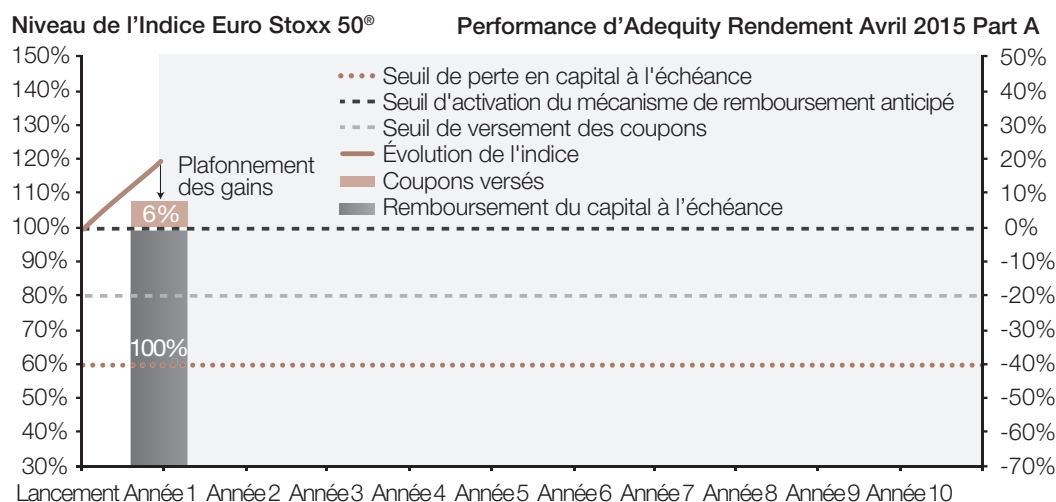 Niveau de l’Indice Euro Stoxx 50®
Performance d’Adequity Rendement Avril 2015 Part A
150%
140%
130%
120%
110%
100%
90%
80%
70%
60%
50%
40%
30%
Seuil de perte en capital à l'échéance
Seuil d'activation du mécanisme de remboursement anticipé
Seuil de versement des coupons
Évolution de l'indice
Coupons versés
Remboursement du capital à l’échéance
Plafonnement
des gains
6%
100%
50%
40%
30%
20%
10%
0%
-10%
-20%
-30%
-40%
-50%
-60%
-70%
Lancement Année 1 Année 2 Année 3 Année 4 Année 5 Année 6 Année 7 Année 8 Année 9 Année 10